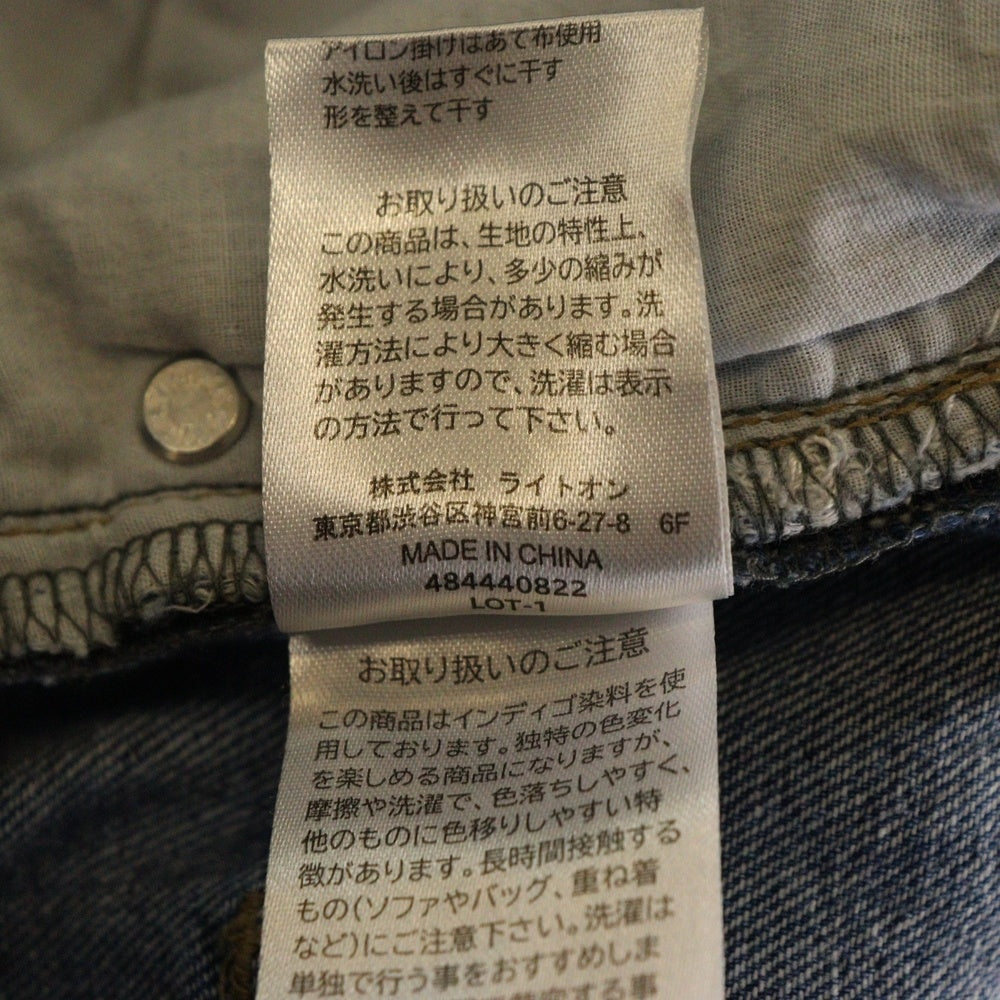 アイロン掛けはあて布使用
水洗い後はすぐに干す
形を整えて干す
お取り扱いのご注意
この商品は、生地の特性上、
水洗いにより、多少の縮みが
発生する場合があります。洗
濯方法により大きく縮む場合
がありますので、洗濯は表示
の方法で行って下さい。
株式会社 ライトオン
東京都渋谷区神宮前6-27-8 6F
MADE IN CHINA
484440822
LOT-1
お取り扱いのご注意
この商品はインディゴ染料を使
用しております。独特の色変化
を楽しめる商品になりますが、
摩擦や洗濯で、色落ちしやすく、
他のものに色移りしやすい特
徴があります。長時間接触する
もの(ソファやバッグ、重ね着
など)にご注意下さい。洗濯は
単独で行う事をおすすめしま
する事